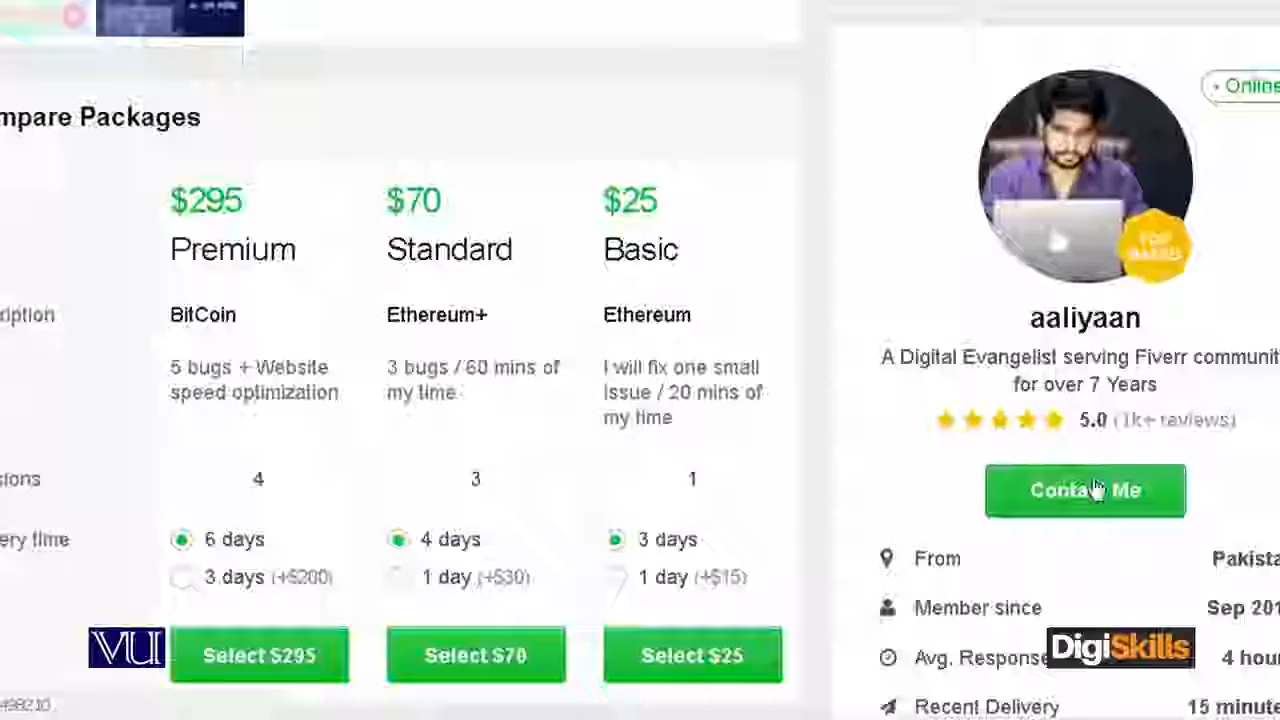 mpare Packages
$295
$70
$25
Premium
Standard
Basic
iption
BitCoin
Ethereum+
Ethereum
5 bugs + Website
speed optimization
3 bugs / 60 mins of
my time
I will fix one small
issue / 20 mins of
my time
sions
4
3
1
ery time
6 days
4 days
3 days
3 days (+$200)
1 day (+$30)
1 day (+$15)
VU
Select $295
Select $70
Select $25
Online
TOP
RATED
aaliyaan
A Digital Evangelist serving Fiverr communit
for over 7 Years
5.0 (1k+ reviews)
Contact Me
From
Pakista
Member since
Sep 201
Avg. Response
4 hour
DigiSkills
Recent Delivery
15 minute